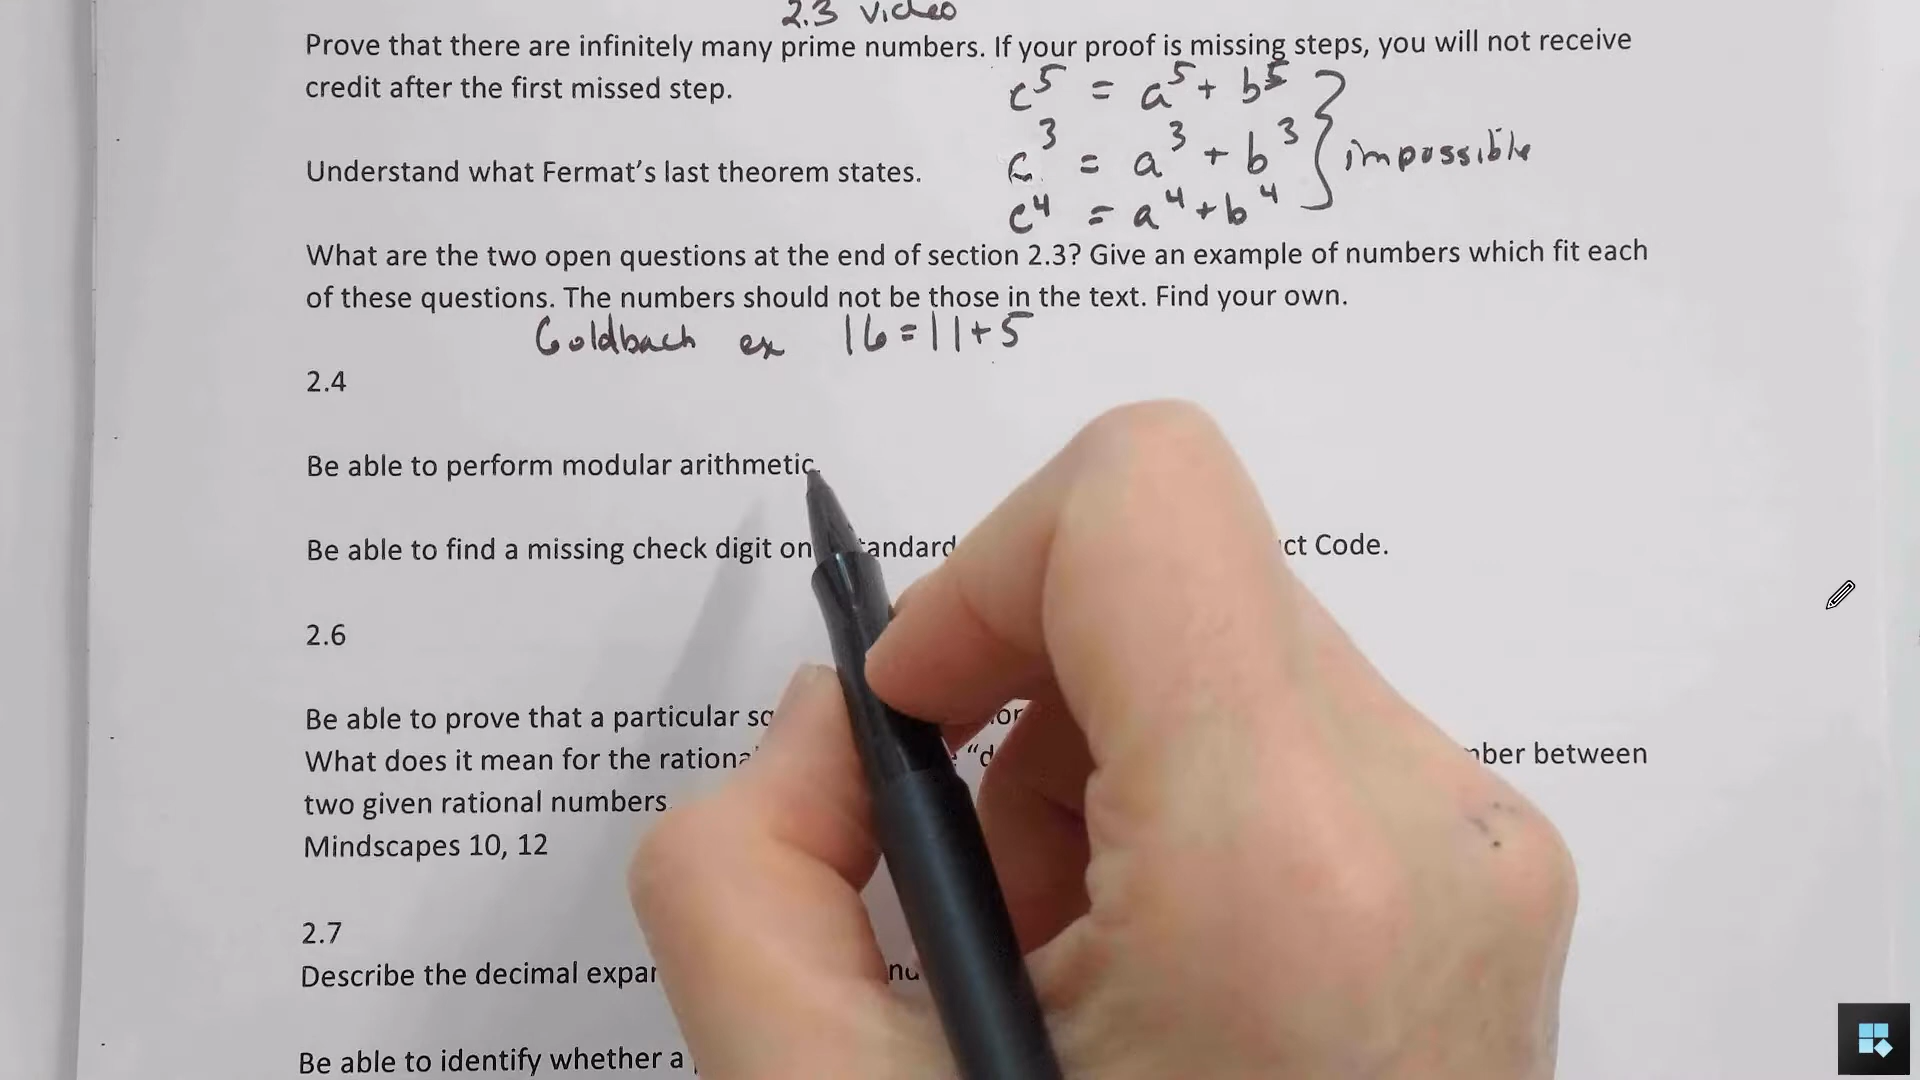 2.3 video
Prove that there are infinitely many prime numbers. If your proof is missing steps, you will not receive
credit after the first missed step.
c⁵ = a⁵ + b⁵
Understand what Fermat’s last theorem states.
c³ = a³ + b³ } impossible
c⁴ = a⁴ + b⁴
What are the two open questions at the end of section 2.3? Give an example of numbers which fit each
of these questions. The numbers should not be those in the text. Find your own.
Goldbach ex 16 = 11 + 5
2.4
Be able to perform modular arithmetic.
Be able to find a missing check digit on Code.
2.6
Be able to prove that a particular
What does it mean for the between
two given rational numbers
Mindscapes 10, 12
2.7
Describe the decimal
Be able to identify whether a